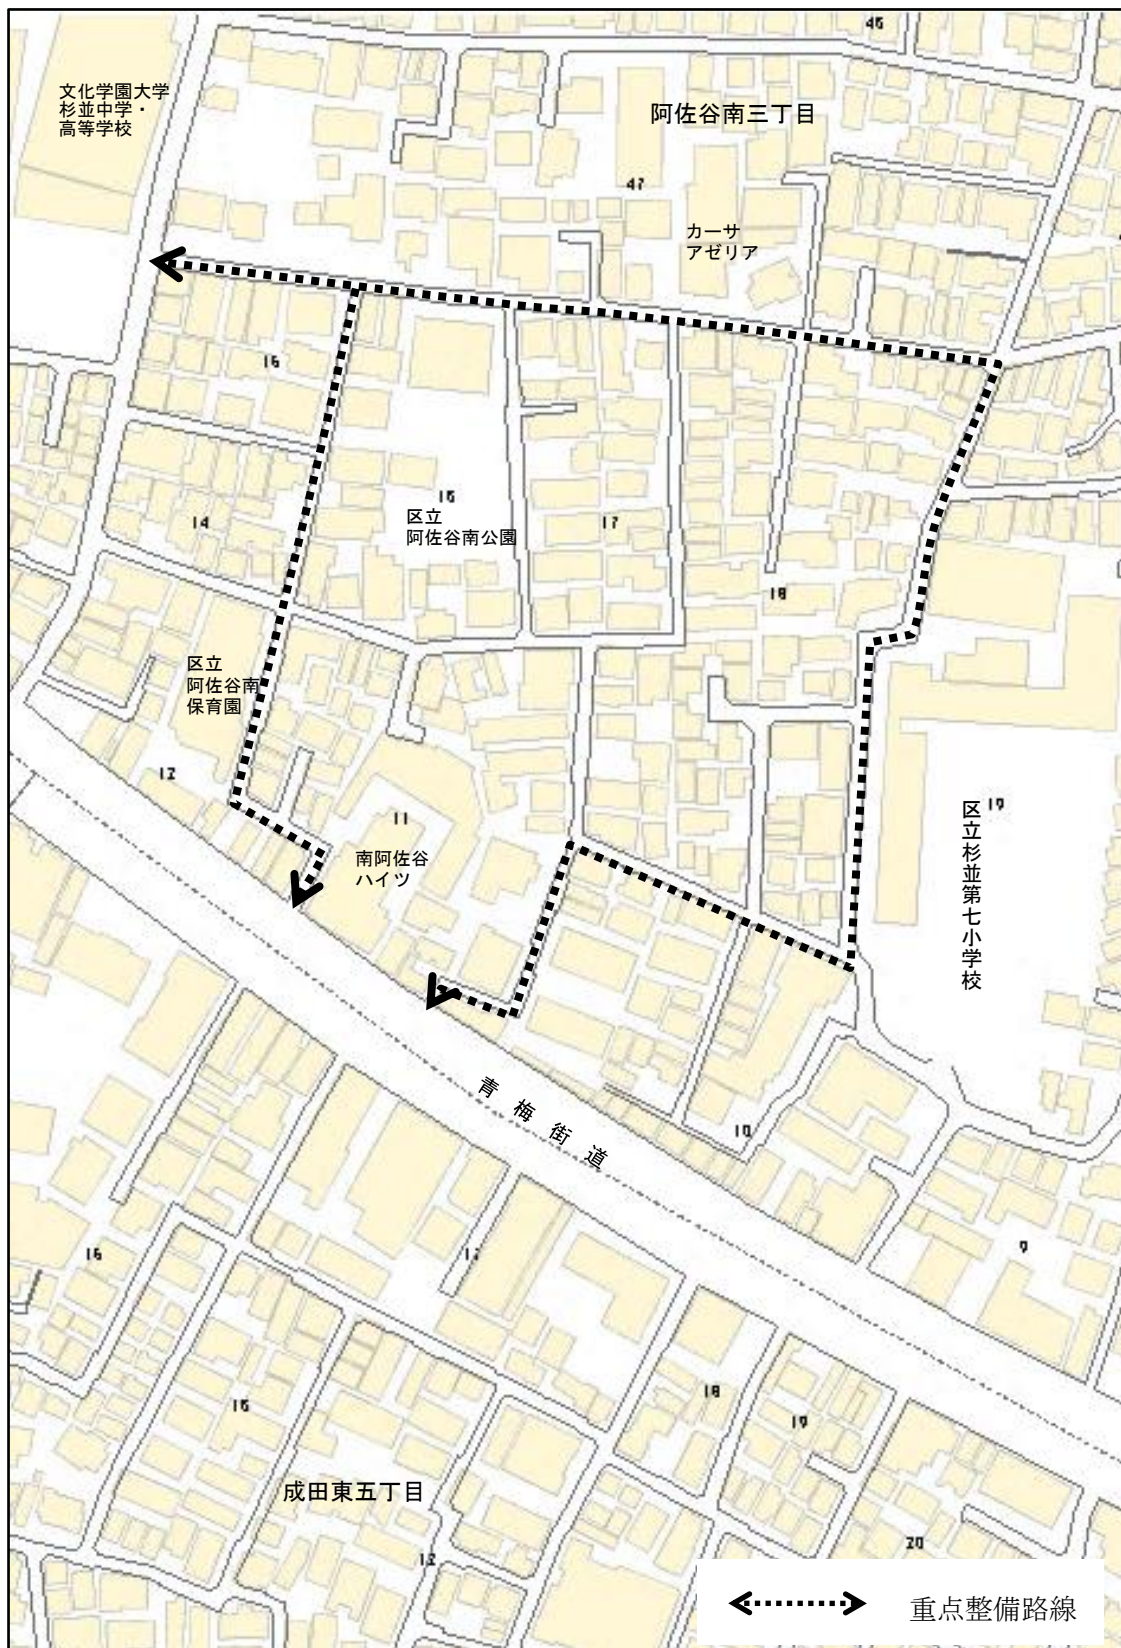 46
文化学園大学
杉並中学・
高等学校
阿佐谷南三丁目
47
カーサ
アゼリア
16
15
区立
阿佐谷南公園
14
17
18
区立
阿佐谷南
保育園
12
11
南阿佐谷
ハイツ
19
区立杉並第七小学校
青梅街道
10
9
16
18
15
19
成田東五丁目
12
20
重点整備路線